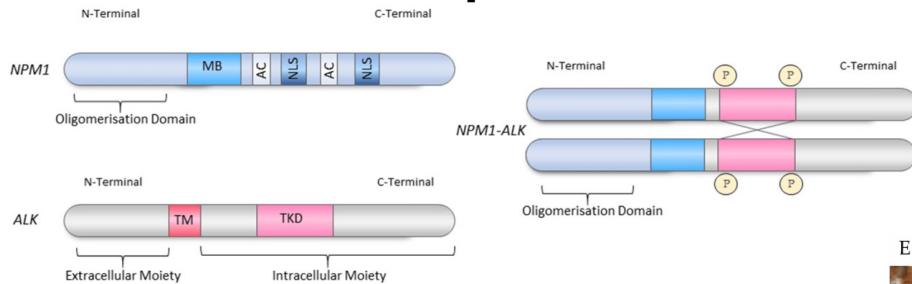 N-Terminal C-Terminal
NPM1 MB AC NLS AC NLS
Oligomerisation Domain
N-Terminal C-Terminal
ALK TM TKD
Extracellular Moiety Intracellular Moiety
P P
N-Terminal C-Terminal
NPM1-ALK
P P
Oligomerisation Domain
E